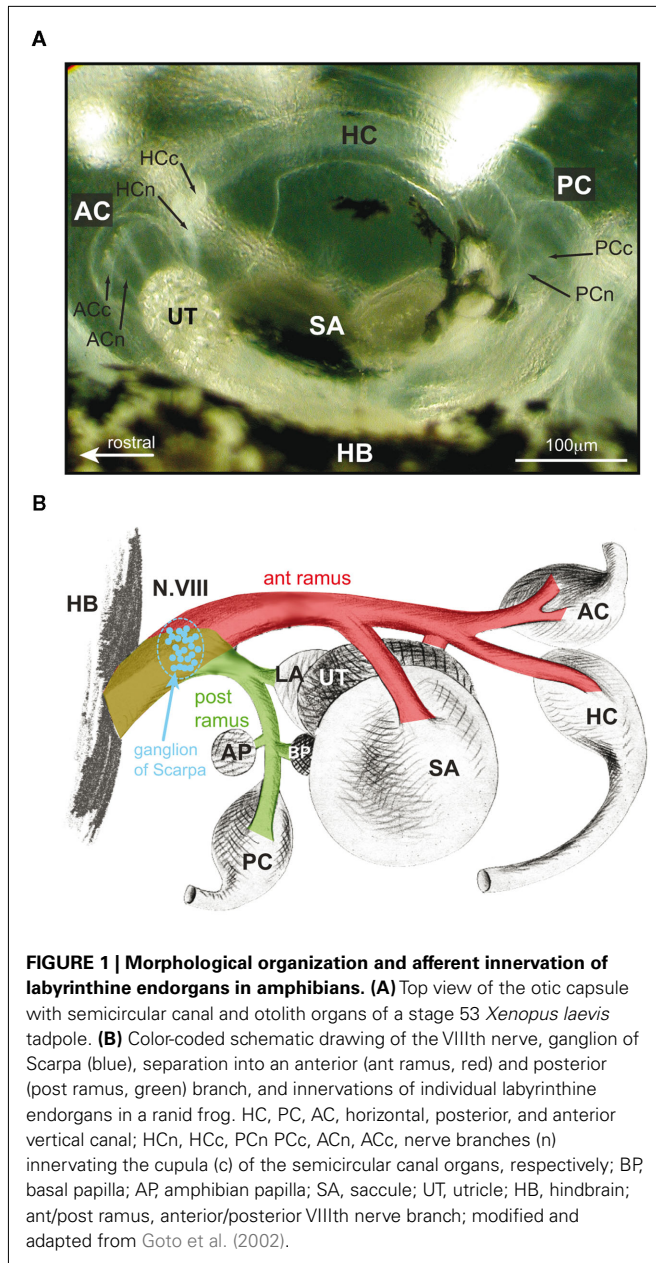 A
HC
HCc
HCn
AC
PC
PCc
PCn
ACc
ACn
UT
SA
HB
rostral
100µm
B
HB
N.VIII
ant ramus
AC
LA
UT
post
ramus
HC
ganglion
of Scarpa
AP
BP
SA
PC
FIGURE 1 | Morphological organization and afferent innervation of
labyrinthine endorgans in amphibians. (A) Top view of the otic capsule
with semicircular canal and otolith organs of a stage 53 Xenopus laevis
tadpole. (B) Color-coded schematic drawing of the VIIIth nerve, ganglion of
Scarpa (blue), separation into an anterior (ant ramus, red) and posterior
(post ramus, green) branch, and innervations of individual labyrinthine
endorgans in a ranid frog. HC, PC, AC, horizontal, posterior, and anterior
vertical canal; HCn, HCc, PCn PCc, ACn, ACc, nerve branches (n)
innervating the cupula (c) of the semicircular canal organs, respectively; BP,
basal papilla; AP, amphibian papilla; SA, saccule; UT, utricle; HB, hindbrain;
ant/post ramus, anterior/posterior VIIIth nerve branch; modified and
adapted from Goto et al. (2002).